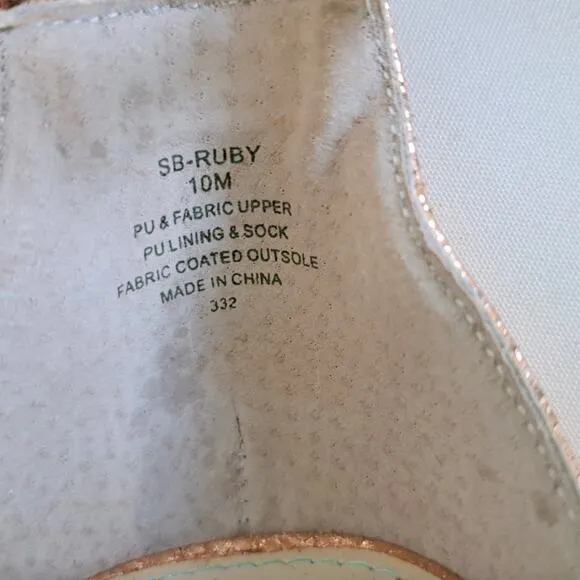 SB-RUBY
10M
PU & FABRIC UPPER
PU LINING & SOCK
FABRIC COATED OUTSOLE
MADE IN CHINA
332